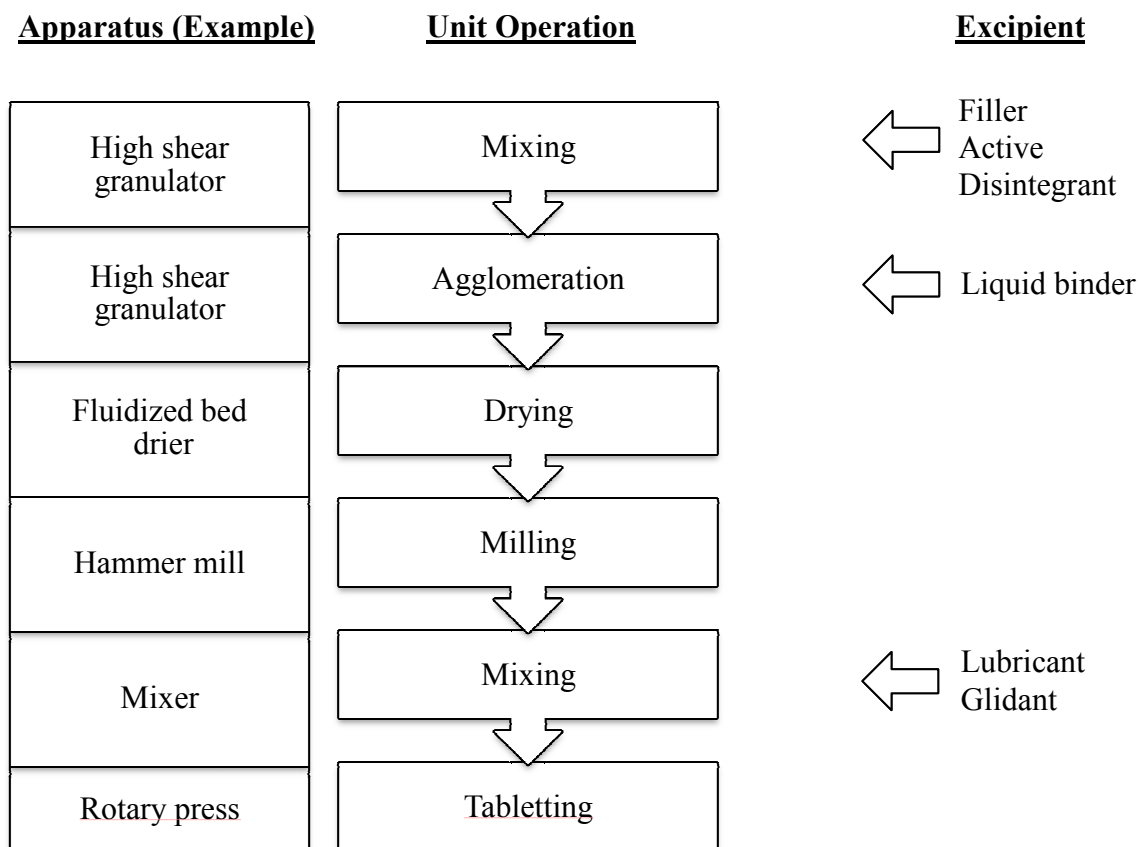 Apparatus (Example)
Unit Operation
Excipient
High shear
granulator
Mixing
Filler
Active
Disintegrant
High shear
granulator
Agglomeration
Liquid binder
Fluidized bed
drier
Drying
Hammer mill
Milling
Mixer
Mixing
Lubricant
Glidant
Rotary press
Tabletting